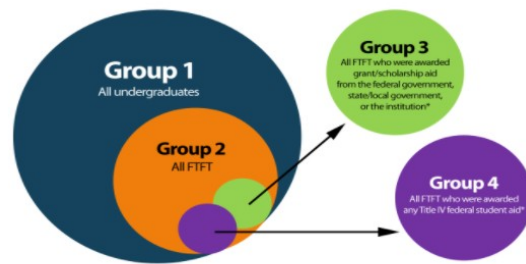 Group 1
All undergraduates
Group 2
All FTFT
Group 3
All FTFT who were awarded
grant/scholarship aid
from the federal government,
state/local government,
or the institution*
Group 4
All FTFT who were awarded
any Title IV federal student aid*